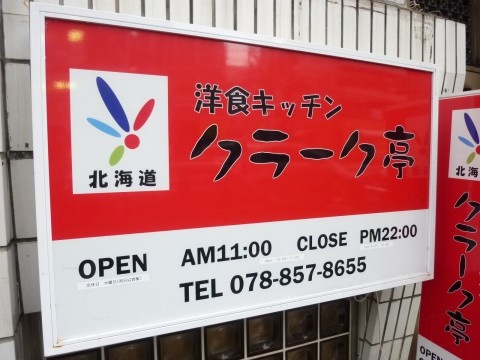 洋食キッチン
クラーク亭
北海道
OPEN AM11:00 CLOSE PM22:00
TEL 078-857-8655
北海
クラーク亭